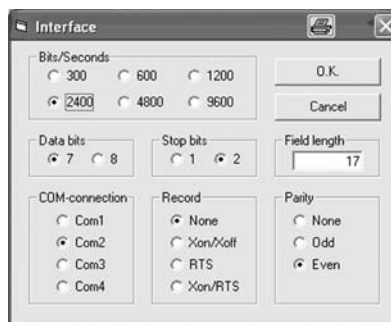 Interface
Bits/Seconds
300 600 1200
2400 4800 9600
O.K.
Cancel
Data bits
7 8
Stop bits
1 2
Field length
17
COM-connection
Com1
Com2
Com3
Com4
Record
None
Xon/Xoff
RTS
Xon/RTS
Parity
None
Odd
Even